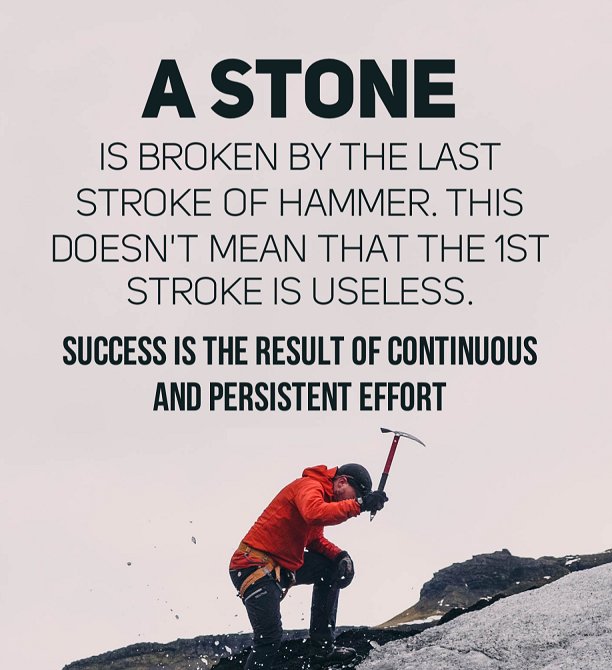 A STONE
IS BROKEN BY THE LAST
STROKE OF HAMMER. THIS
DOESN'T MEAN THAT THE 1ST
STROKE IS USELESS.
SUCCESS IS THE RESULT OF CONTINUOUS
AND PERSISTENT EFFORT